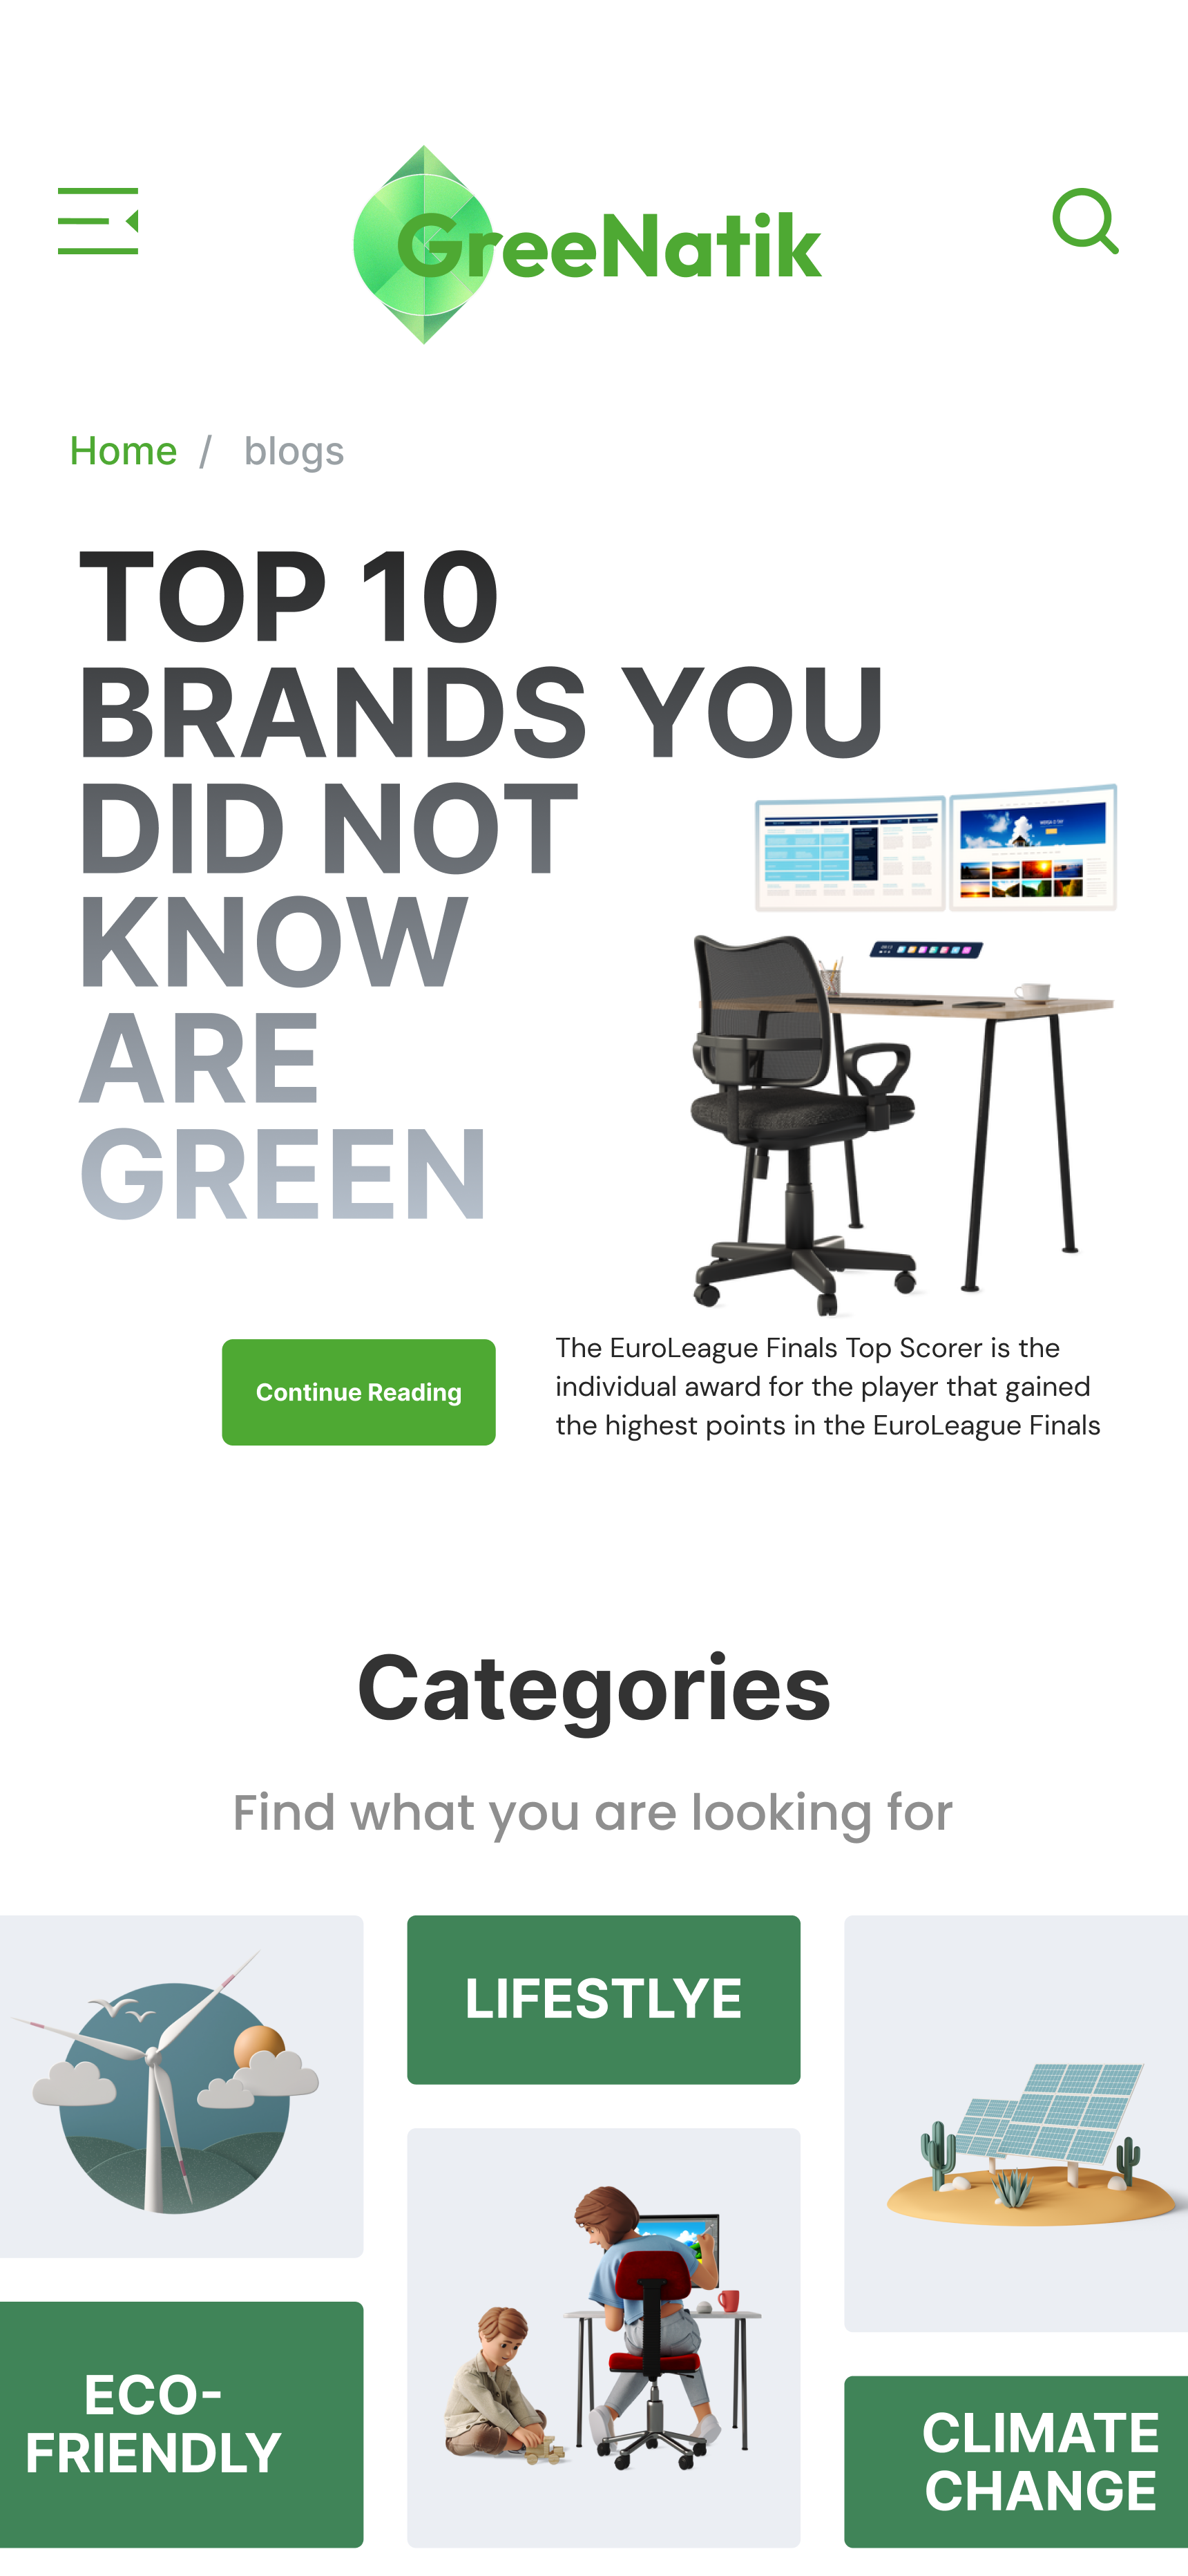 GreeNatik
Home / blogs
TOP 10
BRANDS YOU
DID NOT
KNOW
ARE
GREEN
Continue Reading
The EuroLeague Finals Top Scorer is the
individual award for the player that gained
the highest points in the EuroLeague Finals
Categories
Find what you are looking for
LIFESTLYE
ECO-
FRIENDLY
CLIMATE
CHANGE